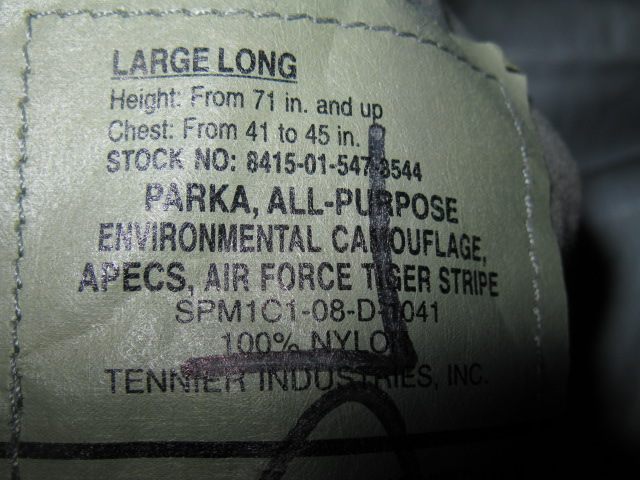 LARGE LONG
Height: From 71 in. and up
Chest: From 41 to 45 in.
STOCK NO: 8415-01-547-3544
PARKA, ALL-PURPOSE
ENVIRONMENTAL CAMOUFLAGE,
APECS, AIR FORCE TIGER STRIPE
SPM1C1-08-D-1041
100% NYLON
TENNIER INDUSTRIES, INC.